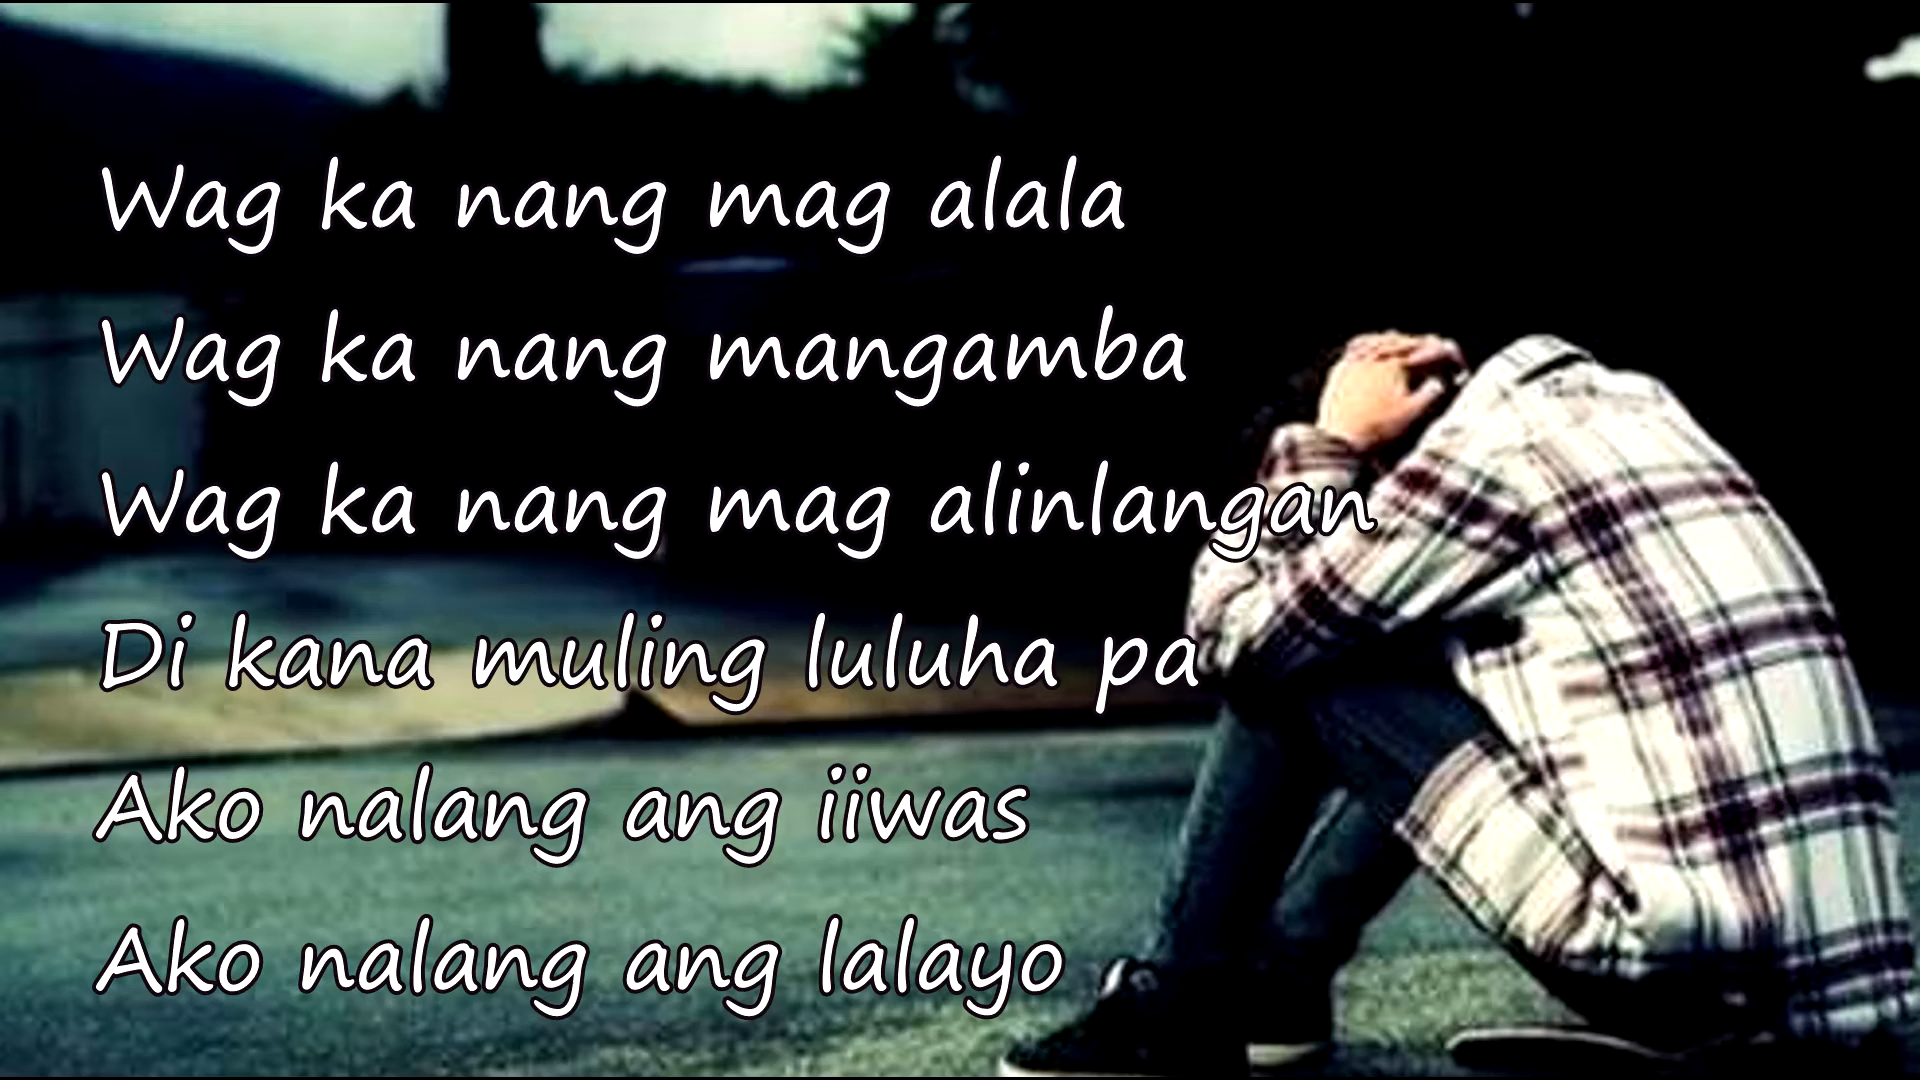 Wag ka nang mag alala
Wag ka nang mangamba
Wag ka nang mag alinlangan
Di kana muling luluha pa
Ako nalang ang iiwas
Ako nalang ang lalayo